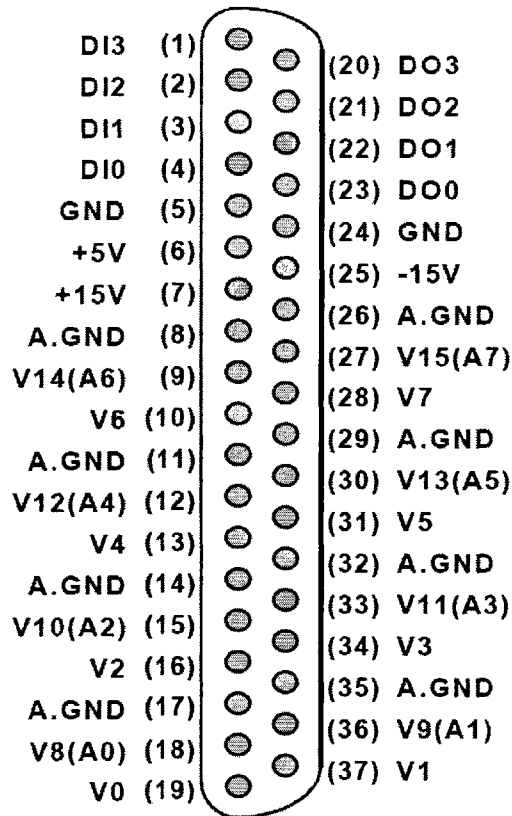 DI3 (1)
(20) DO3
DI2 (2)
(21) DO2
DI1 (3)
(22) DO1
DI0 (4)
(23) DO0
GND (5)
(24) GND
+5V (6)
(25) -15V
+15V (7)
(26) A.GND
A.GND (8)
(27) V15(A7)
V14(A6) (9)
(28) V7
V6 (10)
(29) A.GND
A.GND (11)
(30) V13(A5)
V12(A4) (12)
(31) V5
V4 (13)
(32) A.GND
A.GND (14)
(33) V11(A3)
V10(A2) (15)
(34) V3
V2 (16)
(35) A.GND
A.GND (17)
(36) V9(A1)
V8(A0) (18)
(37) V1
V0 (19)